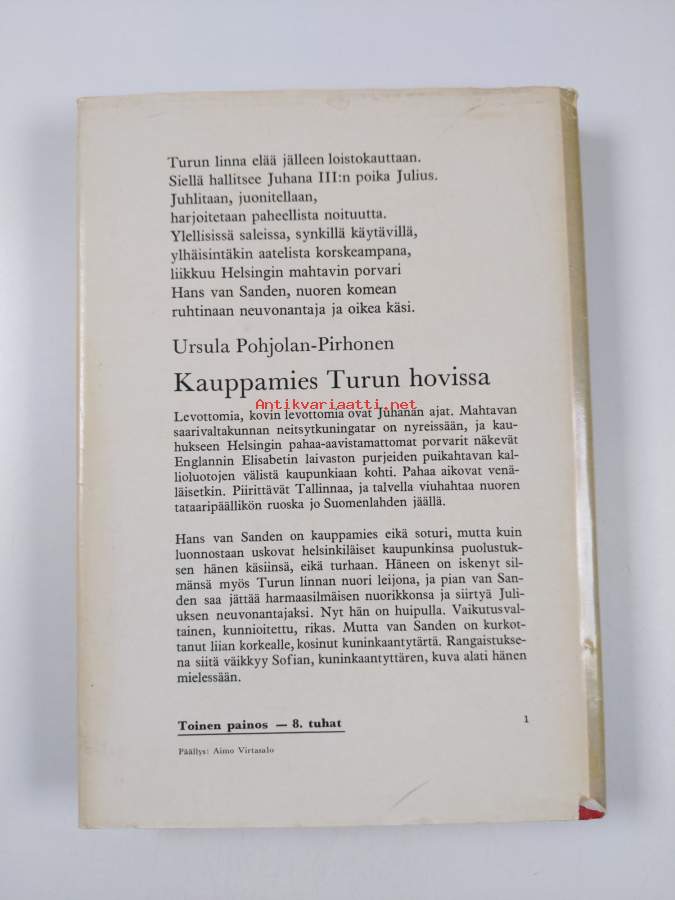 Turun linna elää jälleen loistokauttaan.
Siellä hallitsee Juhana III:n poika Julius.
Juhlitaan, juonitellaan,
harjoitetaan paheellista noituutta.
Ylellisissä saleissa, synkillä käytävillä,
ylhäisintäkin aatelista korskeampana,
liikkuu Helsingin mahtavin porvari
Hans van Sanden, nuoren komean
ruhtinaan neuvonantaja ja oikea käsi.
Ursula Pohjolan-Pirhonen
Kauppamies Turun hovissa
Antikvariaatti.net
Levottomia, kovin levottomia ovat Juhanan ajat. Mahtavan
saarivaltakunnan neitsytkuningatar on nyreissään, ja kau-
hukseen Helsingin pahaa-aavistamattomat porvarit näkevät
Englannin Elisabetin laivaston purjeiden puikahtavan kal-
lioluotojen välistä kaupunkiaan kohti. Pahaa aikovat venä-
läisetkin. Piirittävät Tallinnaa, ja talvella viuhahtaa nuoren
tataaripäällikön ruoska jo Suomenlahden jäällä.
Hans van Sanden on kauppamies eikä soturi, mutta kuin
luonnostaan uskovat helsinkiläiset kaupunkinsa puolustuk-
sen hänen käsiinsä, eikä turhaan. Häneen on iskenyt sil-
mänsä myös Turun linnan nuori leijona, ja pian van San-
den saa jättää harmaasilmäisen nuorikkonsa ja siirtyä Juli-
uksen neuvonantajaksi. Nyt hän on huipulla. Vaikutusval-
tainen, kunnioitettu, rikas. Mutta van Sanden on kurkot-
tanut liian korkealle, kosinut kuninkaantytärtä. Rangaistukse-
na siitä väikkyy Sofian, kuninkaantyttären, kuva alati hänen
mielessään.
Toinen painos — 8. tuhat
1
Päällys: Aimo Virtasalo